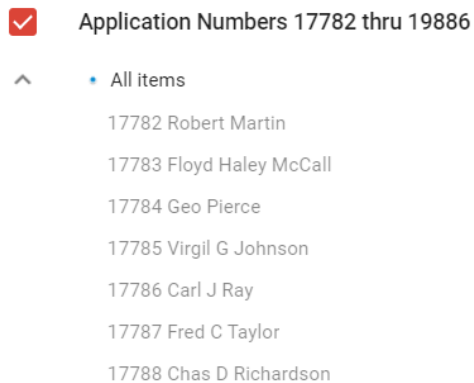 Application Numbers 17782 thru 19886
All items
17782 Robert Martin
17783 Floyd Haley McCall
17784 Geo Pierce
17785 Virgil G Johnson
17786 Carl J Ray
17787 Fred C Taylor
17788 Chas D Richardson